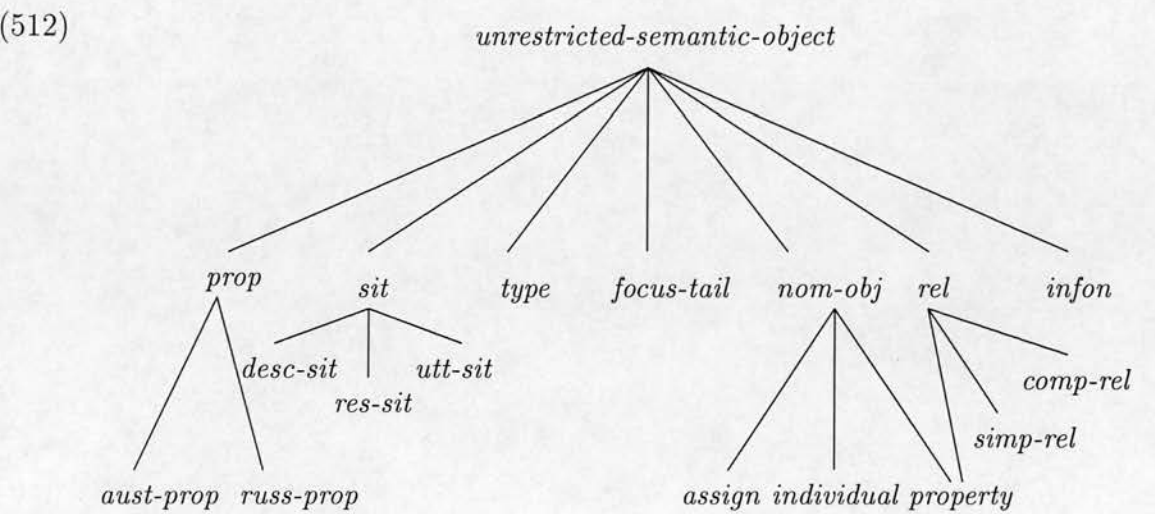 (512)
unrestricted-semantic-object
prop sit type focus-tail nom-obj rel infon
desc-sit utt-sit comp-rel
res-sit
simp-rel
aust-prop russ-prop assign individual property